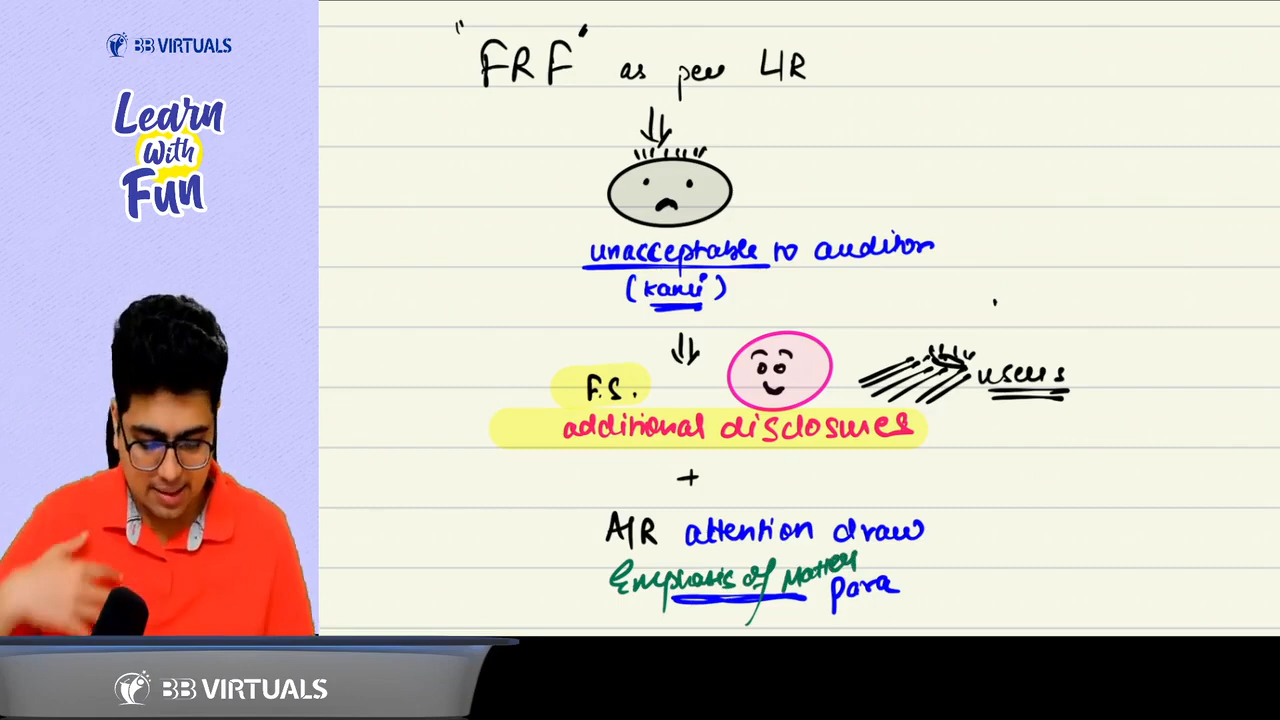 BB VIRTUALS
Learn
With
Fun
"FRF" as per L|R
unacceptable to auditor
(kami)
F.S.
users
additional disclosures
+
A/R attention draw
Emphasis of Matter
para
BB VIRTUALS